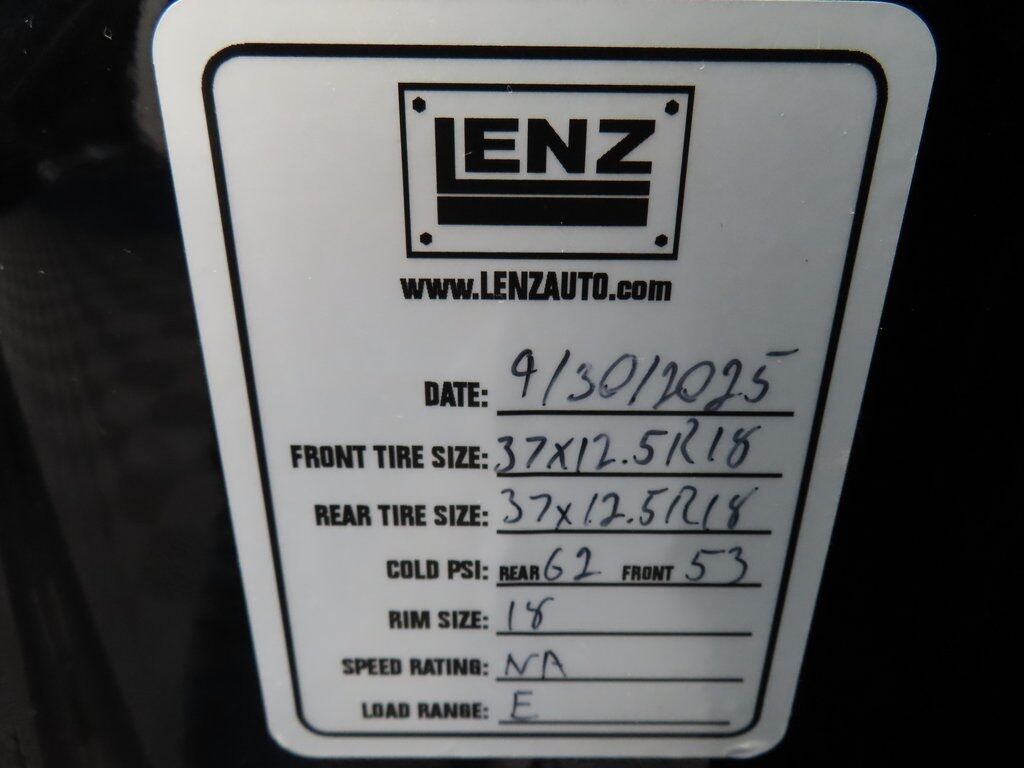 LENZ
www.LENZAUTO.com
DATE: 9/30/2025
FRONT TIRE SIZE: 37x12.5R18
REAR TIRE SIZE: 37x12.5R18
COLD PSI: REAR 62 FRONT 53
RIM SIZE: 18
SPEED RATING: NA
LOAD RANGE: E